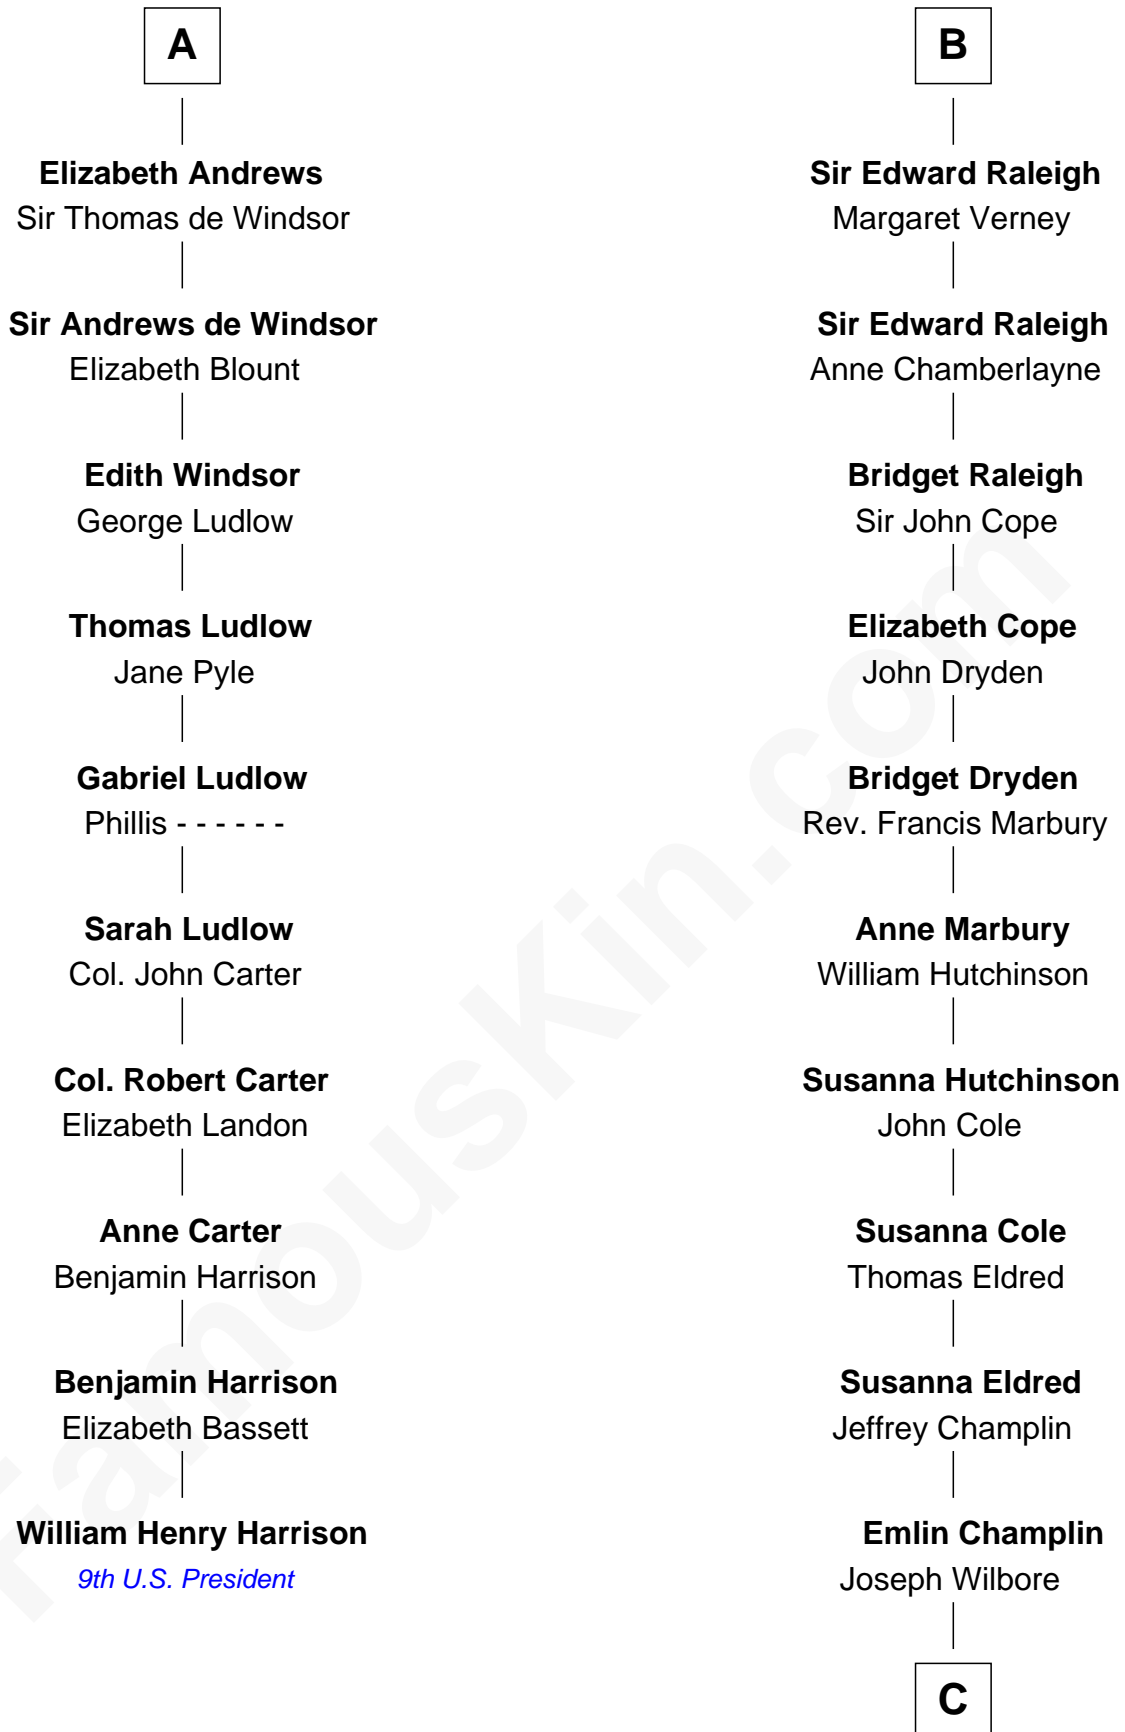 A
Elizabeth Andrews
Sir Thomas de Windsor
Sir Andrews de Windsor
Elizabeth Blount
Edith Windsor
George Ludlow
Thomas Ludlow
Jane Pyle
Gabriel Ludlow
Phillis - - - - - -
Sarah Ludlow
Col. John Carter
Col. Robert Carter
Elizabeth Landon
Anne Carter
Benjamin Harrison
Benjamin Harrison
Elizabeth Bassett
William Henry Harrison
9th U.S. President
B
Sir Edward Raleigh
Margaret Verney
Sir Edward Raleigh
Anne Chamberlayne
Bridget Raleigh
Sir John Cope
Elizabeth Cope
John Dryden
Bridget Dryden
Rev. Francis Marbury
Anne Marbury
William Hutchinson
Susanna Hutchinson
John Cole
Susanna Cole
Thomas Eldred
Susanna Eldred
Jeffrey Champlin
Emlin Champlin
Joseph Wilbore
C
FamousKin.com